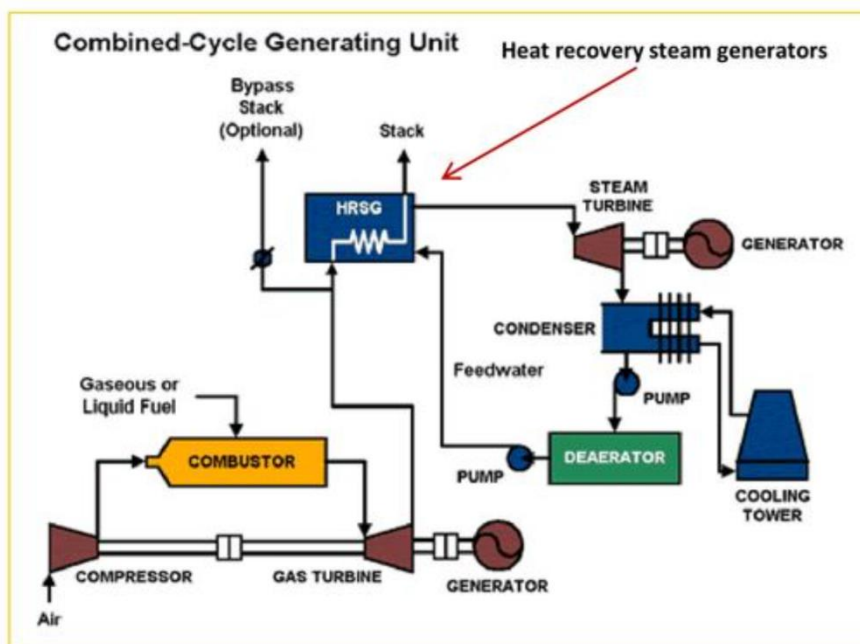 Combined-Cycle Generating Unit
Heat recovery steam generators
Bypass
Stack
(Optional)
Stack
HRSG
STEAM
TURBINE
GENERATOR
CONDENSER
Feedwater
PUMP
Gaseous or
Liquid Fuel
COMBUSTOR
PUMP
DEAERATOR
COOLING
TOWER
COMPRESSOR
GAS TURBINE
GENERATOR
Air